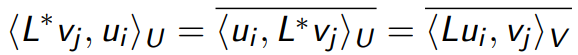 ⟨L*v_j, u_i⟩_U = \overline{⟨u_i, L*v_j⟩_U} = \overline{⟨Lu_i, v_j⟩_V}